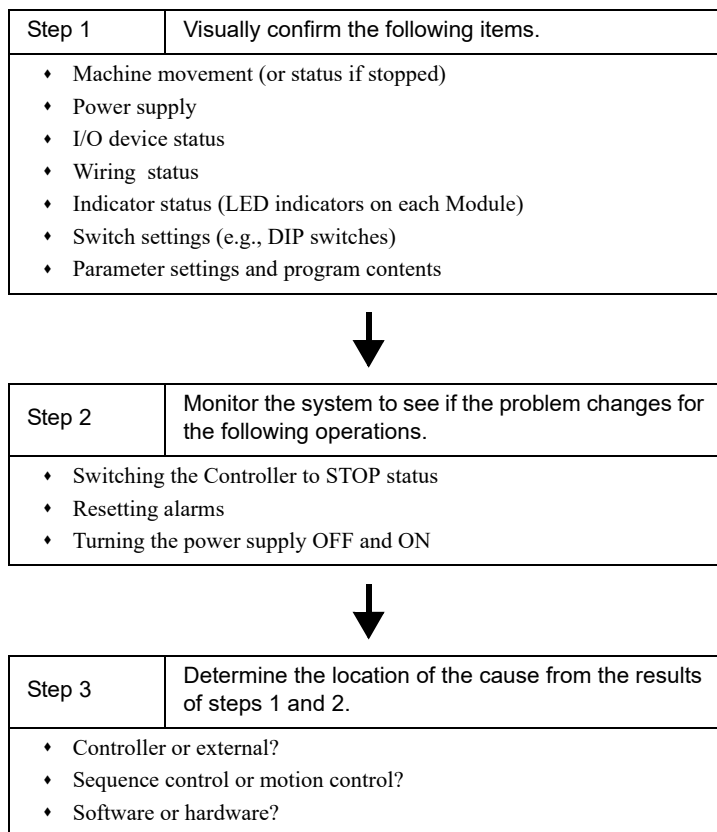 Step 1
Visually confirm the following items.
♦ Machine movement (or status if stopped)
♦ Power supply
♦ I/O device status
♦ Wiring status
♦ Indicator status (LED indicators on each Module)
♦ Switch settings (e.g., DIP switches)
♦ Parameter settings and program contents
Step 2
Monitor the system to see if the problem changes for
the following operations.
♦ Switching the Controller to STOP status
♦ Resetting alarms
♦ Turning the power supply OFF and ON
Step 3
Determine the location of the cause from the results
of steps 1 and 2.
♦ Controller or external?
♦ Sequence control or motion control?
♦ Software or hardware?